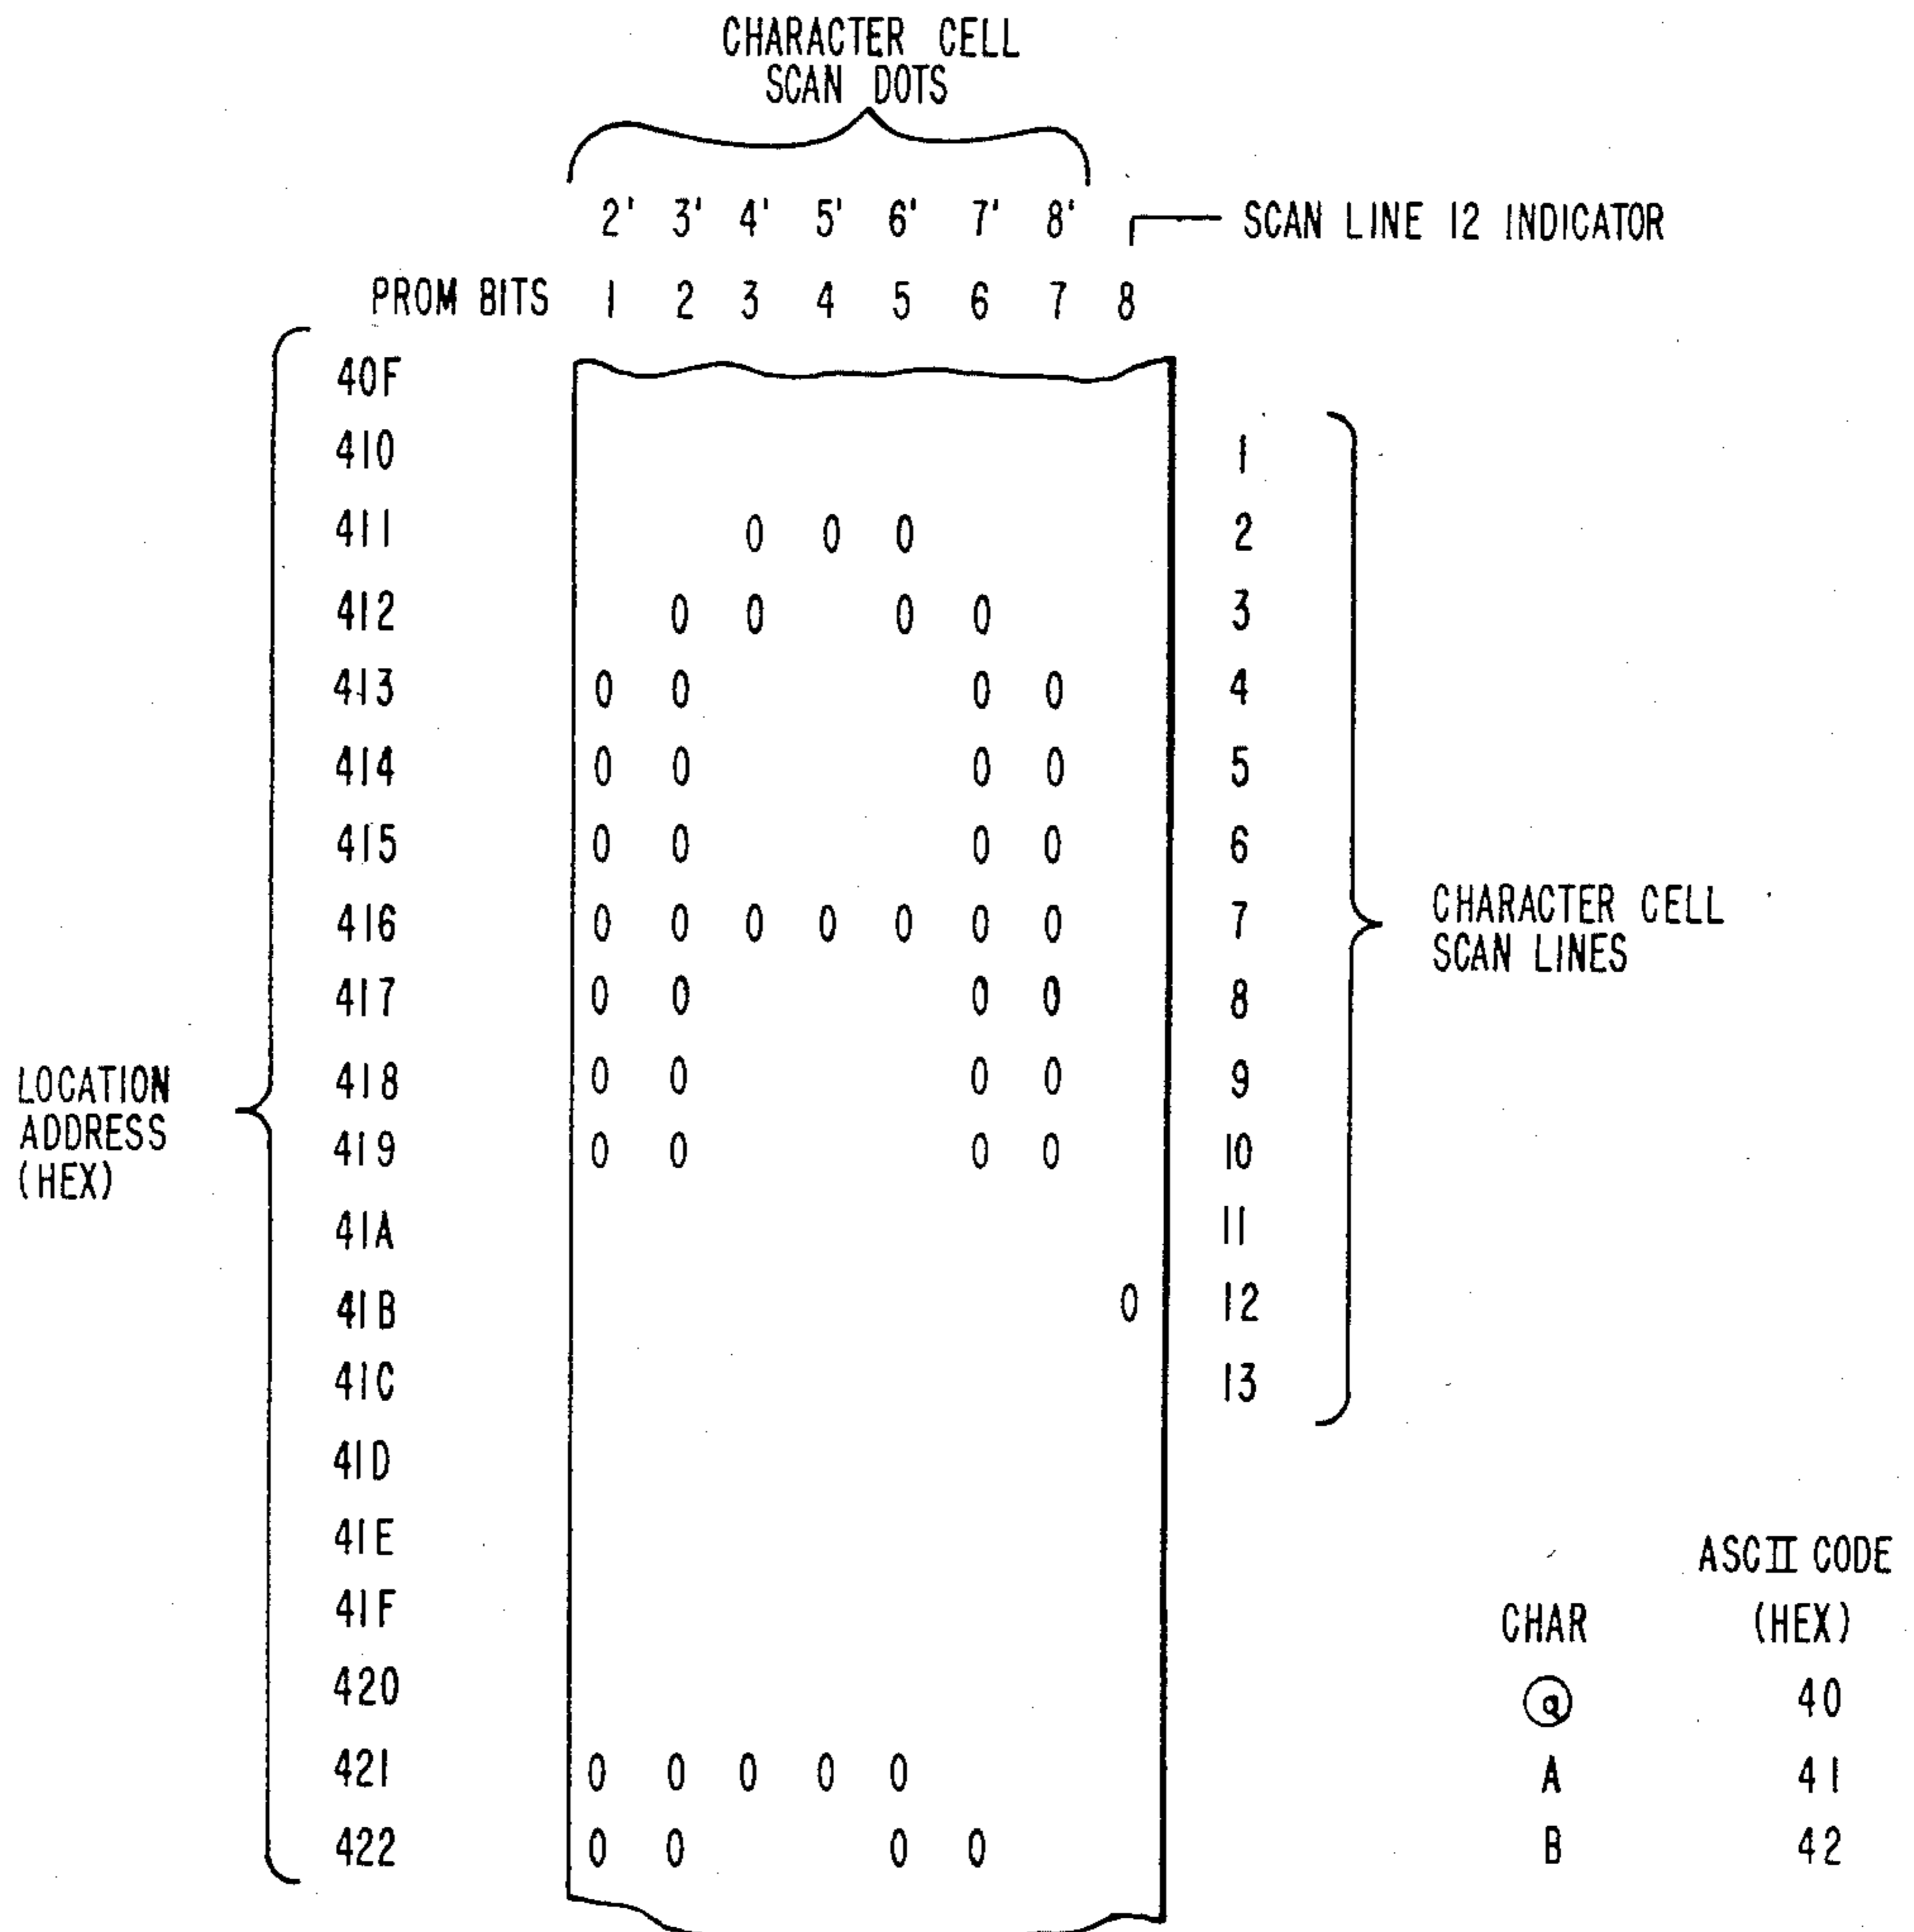 CHARACTER CELL
SCAN DOTS
2' 3' 4' 5' 6' 7' 8' SCAN LINE 12 INDICATOR
PROM BITS 1 2 3 4 5 6 7 8
40F
410 1
411 0 0 0 2
412 0 0 0 0 3
413 0 0 0 0 4
414 0 0 0 0 5
415 0 0 0 0 6
416 0 0 0 0 0 0 0 7
417 0 0 0 0 8
418 0 0 0 0 9
419 0 0 0 0 10
41A 11
41B 0 12
41C 13
41D
41E
41F
420
421 0 0 0 0 0
422 0 0 0 0
LOCATION
ADDRESS
(HEX)
CHARACTER CELL
SCAN LINES
ASCII CODE
CHAR (HEX)
@ 40
A 41
B 42